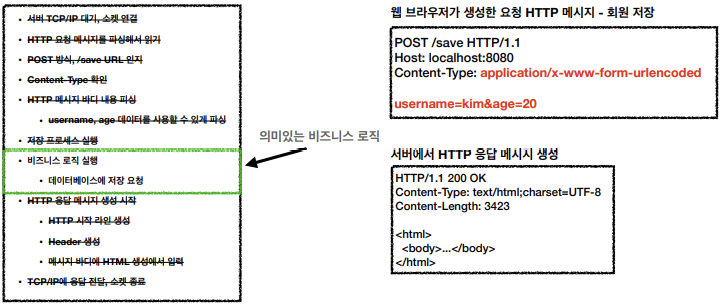 서버 TCP/IP 대기, 소켓 연결
HTTP 요청 메시지를 파싱해서 읽기
POST 방식, /save URL 인지
Content-Type 확인
HTTP 메시지 바디 내용 파싱
username, age 데이터를 사용할 수 있게 파싱
저장 프로세스 실행
비즈니스 로직 실행
데이터베이스에 저장 요청
HTTP 응답 메시지 생성 시작
HTTP 시작 라인 생성
Header 생성
메시지 바디에 HTML 생성에서 입력
TCP/IP에 응답 전달, 소켓 종료
의미있는 비즈니스 로직
웹 브라우저가 생성한 요청 HTTP 메시지 - 회원 저장
POST /save HTTP/1.1
Host: localhost:8080
Content-Type: application/x-www-form-urlencoded
username=kim&age=20
서버에서 HTTP 응답 메시지 생성
HTTP/1.1 200 OK
Content-Type: text/html;charset=UTF-8
Content-Length: 3423
<html>
<body>...</body>
</html>